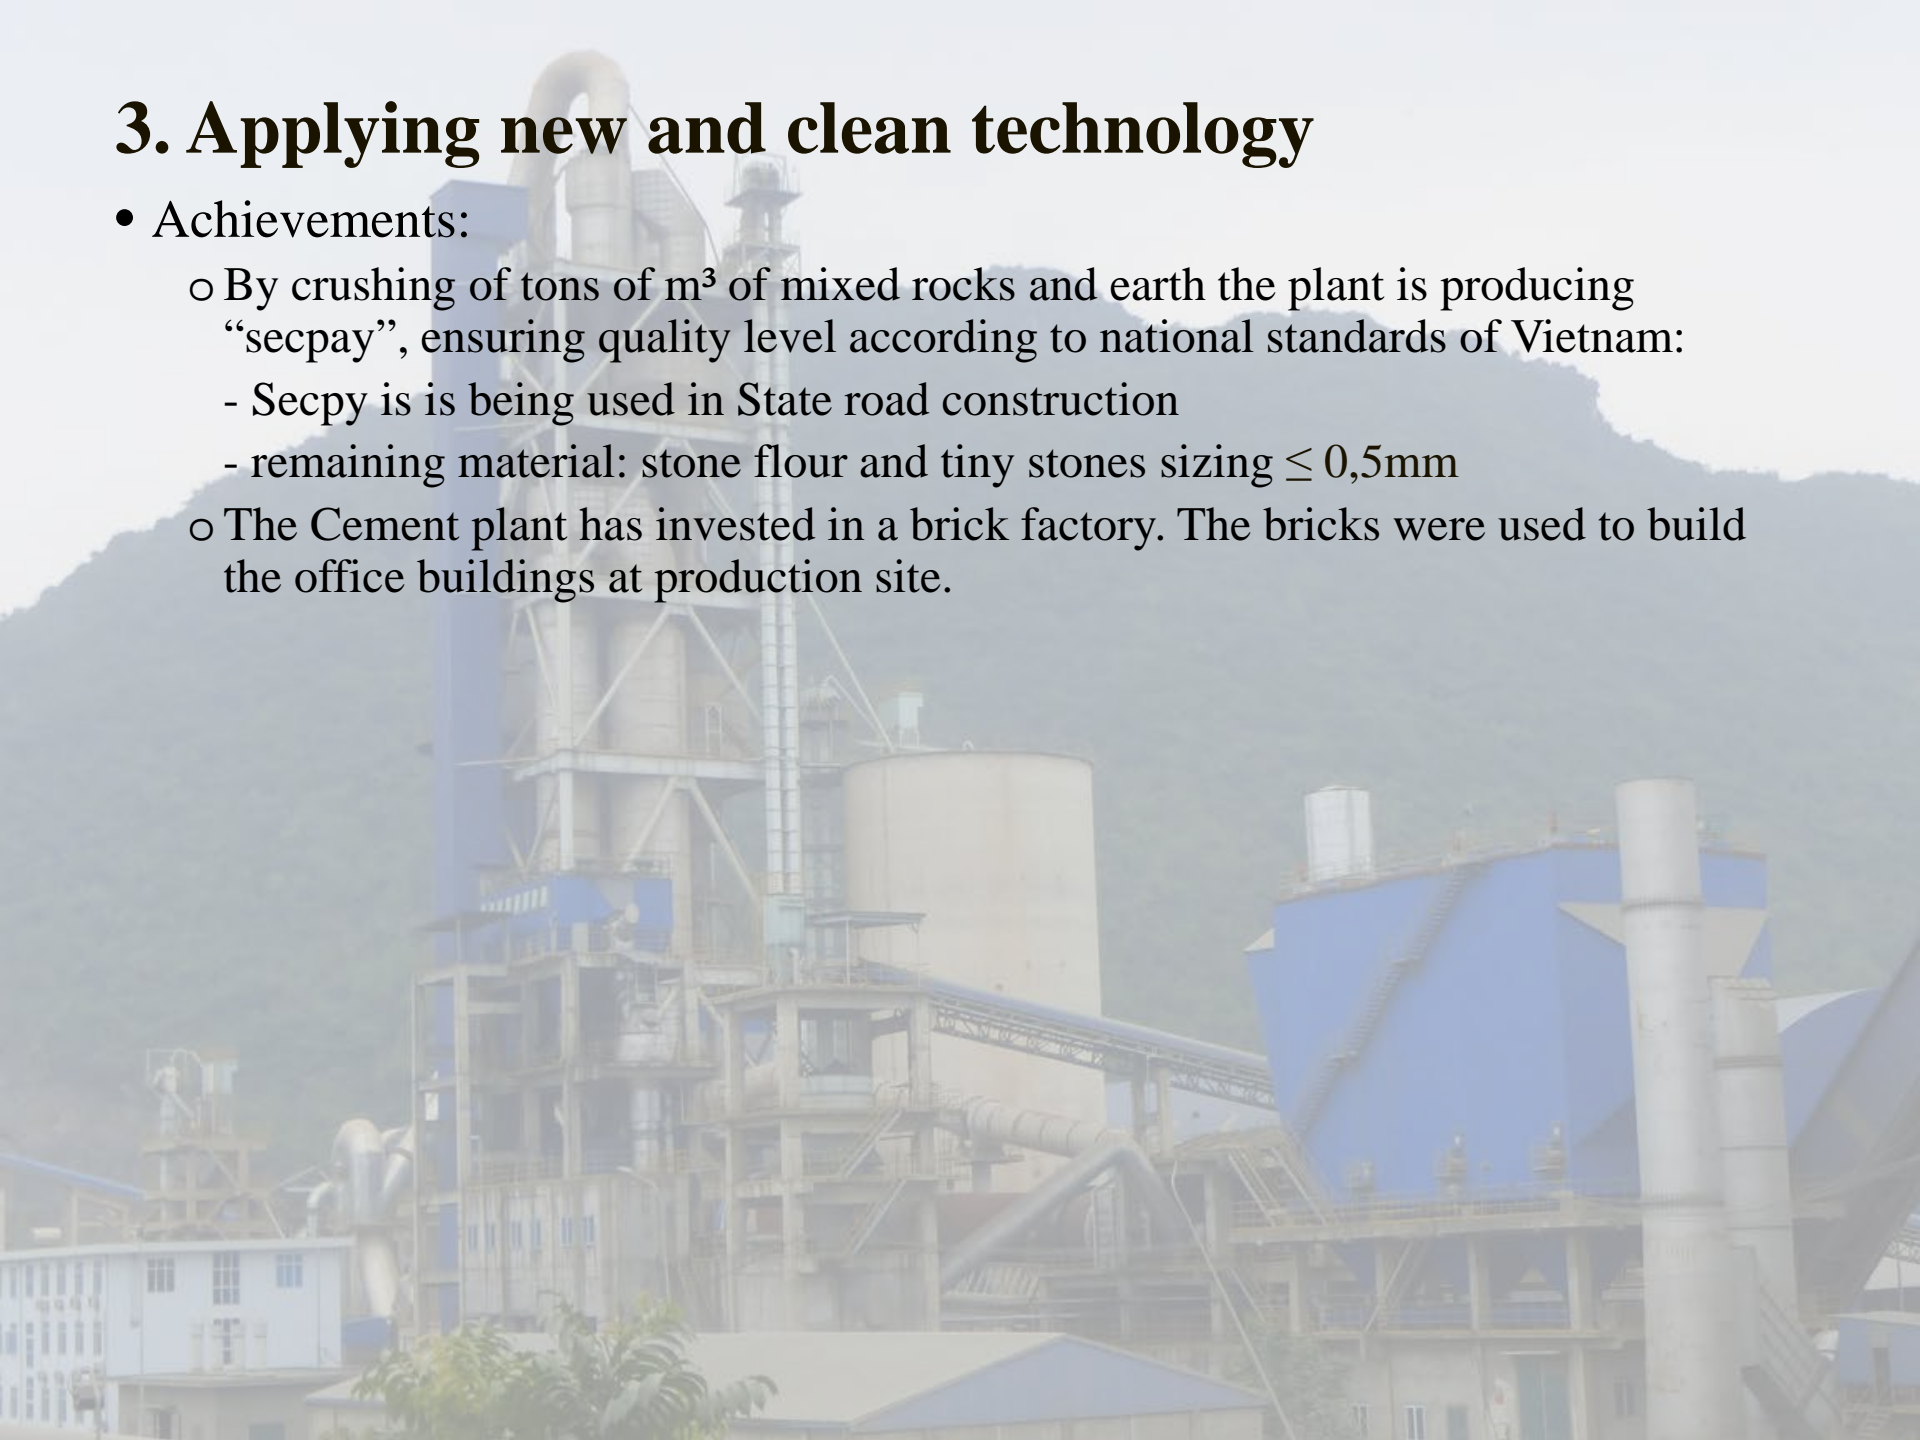 3. Applying new and clean technology
• Achievements:
o By crushing of tons of m³ of mixed rocks and earth the plant is producing
“secpay”, ensuring quality level according to national standards of Vietnam:
- Secpy is is being used in State road construction
- remaining material: stone flour and tiny stones sizing ≤ 0,5mm
o The Cement plant has invested in a brick factory. The bricks were used to build
the office buildings at production site.